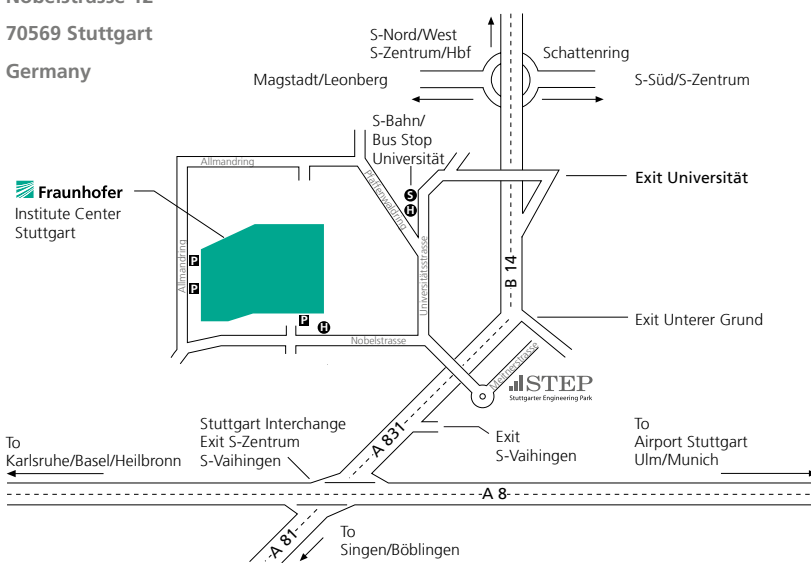 Nobelstrasse 12
70569 Stuttgart
Germany
S-Nord/West
S-Zentrum/Hbf
Schattenring
Magstadt/Leonberg
S-Süd/S-Zentrum
S-Bahn/
Bus Stop
Universität
Allmandring
Pfaffenwaldring
S
H
Exit Universität
Fraunhofer
Institute Center
Stuttgart
Allmandring
P
P
P
H
Universitätsstrasse
B 14
Exit Unterer Grund
Nobelstrasse
Meitnerstrasse
STEP
Stuttgarter Engineering Park
Stuttgart Interchange
Exit S-Zentrum
S-Vaihingen
A 831
Exit
S-Vaihingen
To
Karlsruhe/Basel/Heilbronn
To
Airport Stuttgart
Ulm/Munich
A 8
A 81
To
Singen/Böblingen